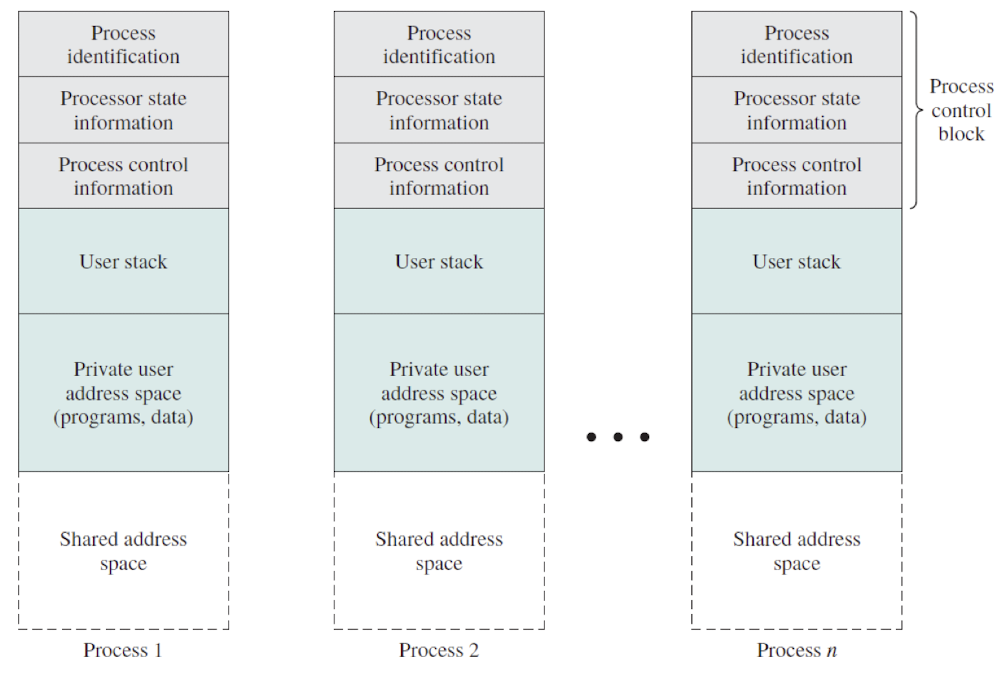 Process
identification
Processor state
information
Process control
information
User stack
Private user
address space
(programs, data)
Shared address
space
Process 1
Process
identification
Processor state
information
Process control
information
User stack
Private user
address space
(programs, data)
Shared address
space
Process 2
Process
identification
Processor state
information
Process control
information
User stack
Private user
address space
(programs, data)
Shared address
space
Process n
Process
control
block